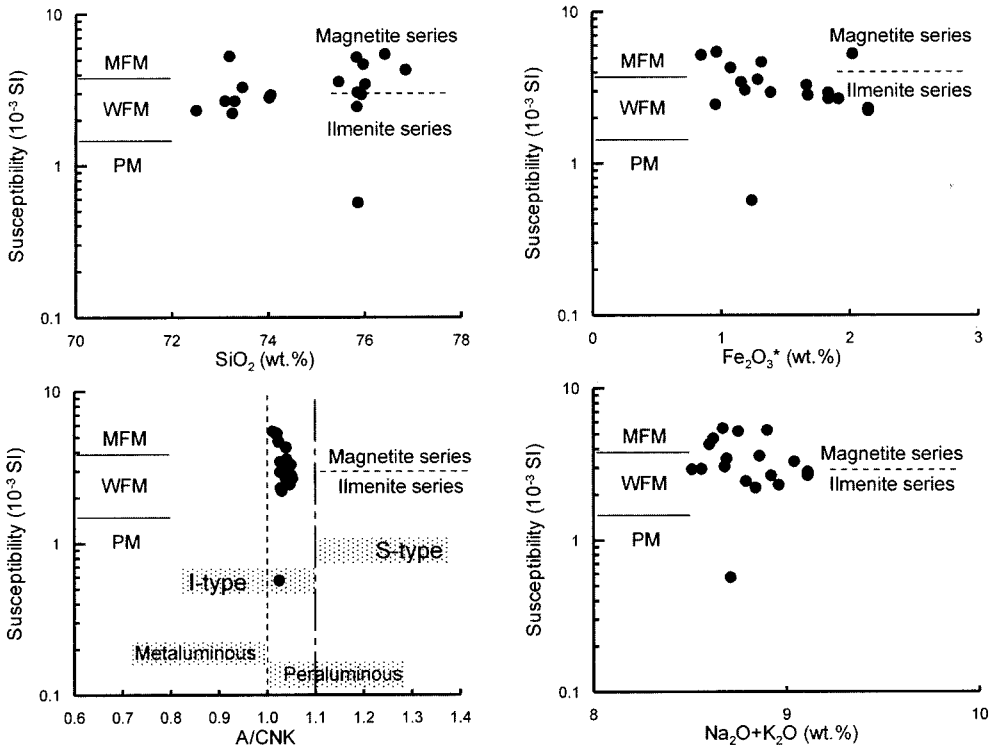 Susceptibility (10⁻³ SI)
10
1
0.1
MFM
WFM
PM
Magnetite series
Ilmenite series
70
72
74
76
78
SiO₂ (wt.%)
Susceptibility (10⁻³ SI)
10
1
0.1
MFM
WFM
PM
Magnetite series
Ilmenite series
0
1
2
3
Fe₂O₃* (wt.%)
Susceptibility (10⁻³ SI)
10
1
0.1
MFM
WFM
PM
Magnetite series
Ilmenite series
S-type
I-type
Metaluminous
Peraluminous
0.6
0.7
0.8
0.9
1.0
1.1
1.2
1.3
1.4
A/CNK
Susceptibility (10⁻³ SI)
10
1
0.1
MFM
WFM
PM
Magnetite series
Ilmenite series
8
9
10
Na₂O+K₂O (wt.%)